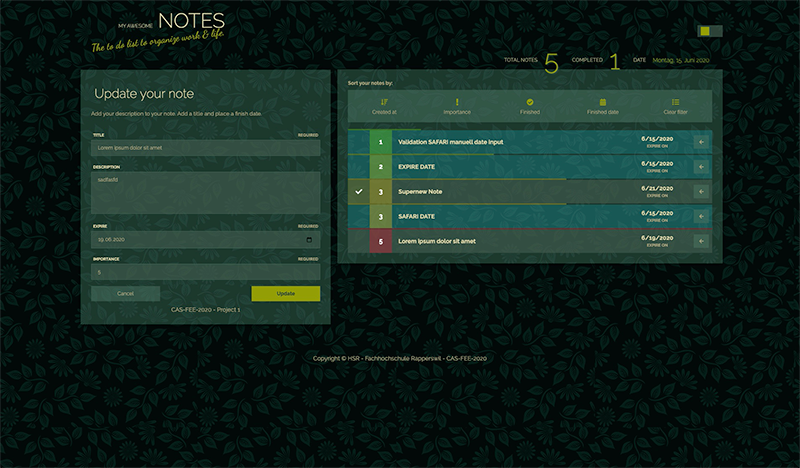 MY AWESOME NOTES
The to do list to organize work & life.
TOTAL NOTES 5 COMPLETED 1 DATE Montag, 15. Juni 2020
Update your note
Add your description to your note. Add a title and place a finish date.
TITLE REQUIRED
Lorem ipsum dolor sit amet
DESCRIPTION
EXPIRE REQUIRED
19.06.2020
IMPORTANCE REQUIRED
5
Cancel Update
CAS-FEE-2020 - Project 1
Sort your notes by:
Created at Importance Finished Finished date Clear filter
1 Validation SAFARI manuell date input 6/15/2020
EXPIRE ON
2 EXPIRE DATE 6/15/2020
EXPIRE ON
3 Supernew Note 6/21/2020
EXPIRE ON
3 SAFARI DATE 6/15/2020
EXPIRE ON
5 Lorem ipsum dolor sit amet 6/19/2020
EXPIRE ON
Copyright © HSR - Fachhochschule Rapperswil - CAS-FEE-2020